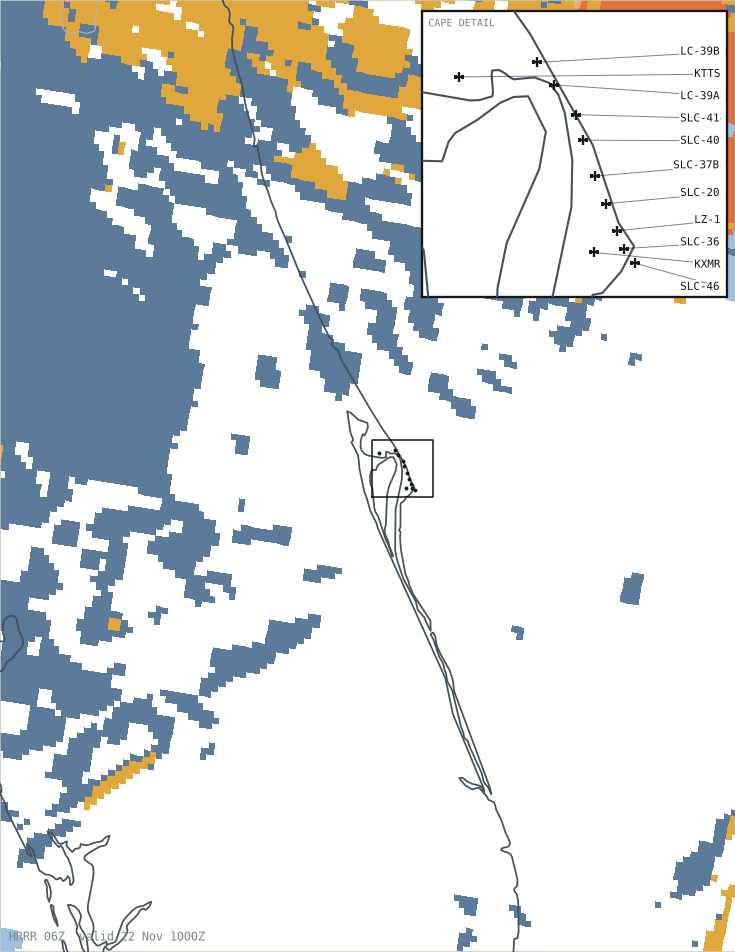 CAPE DETAIL
LC-39B
KTTS
LC-39A
SLC-41
SLC-40
SLC-37B
SLC-20
LZ-1
SLC-36
KXMR
SLC-46
HRRR 06Z valid 22 Nov 1000Z